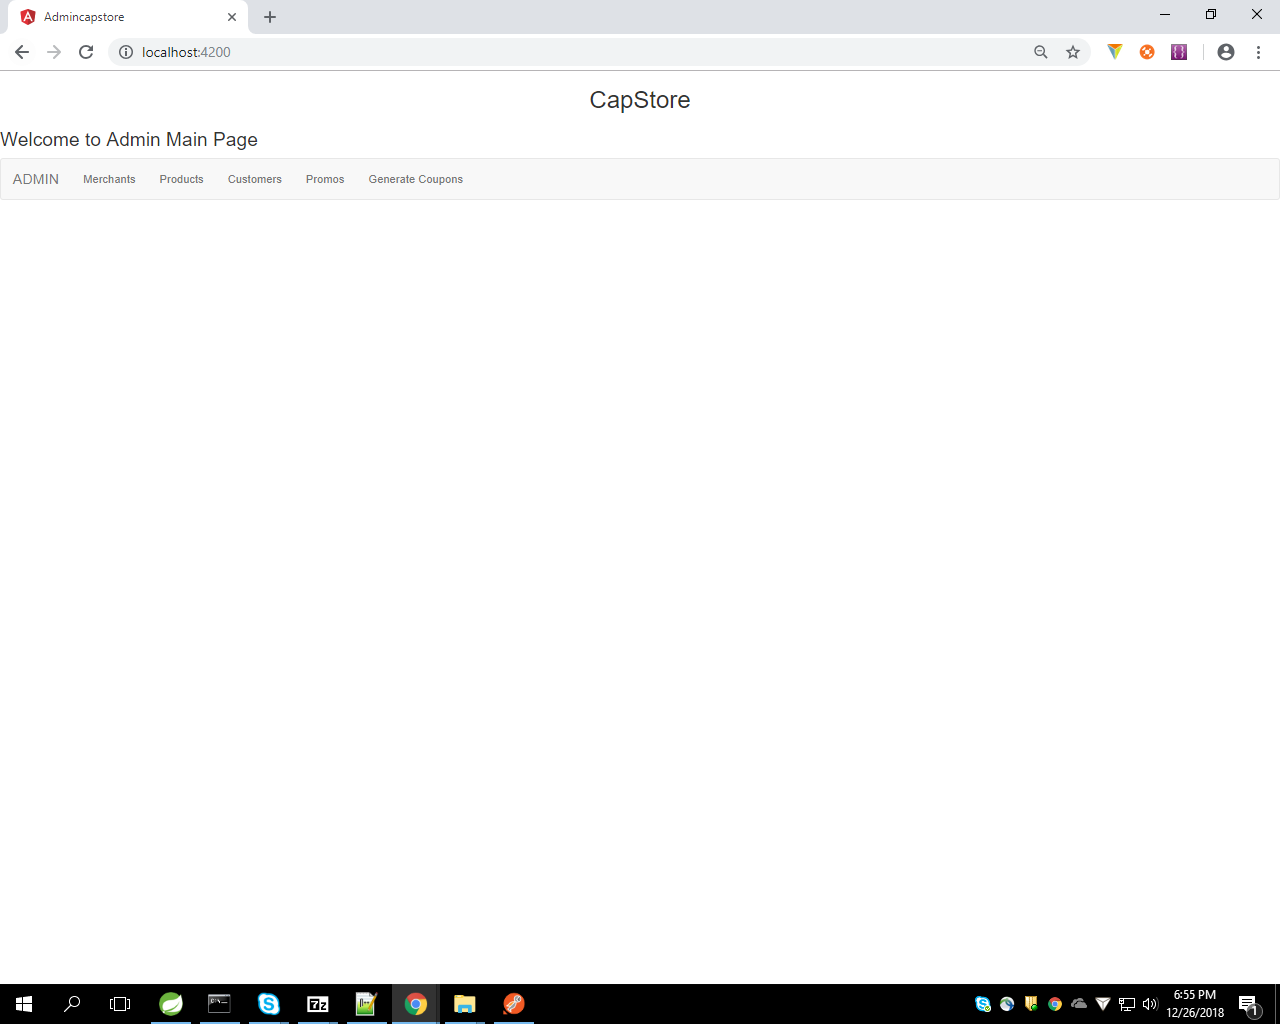 Admincapstore
localhost:4200
CapStore
Welcome to Admin Main Page
ADMIN Merchants Products Customers Promos Generate Coupons
6:55 PM
12/26/2018
1